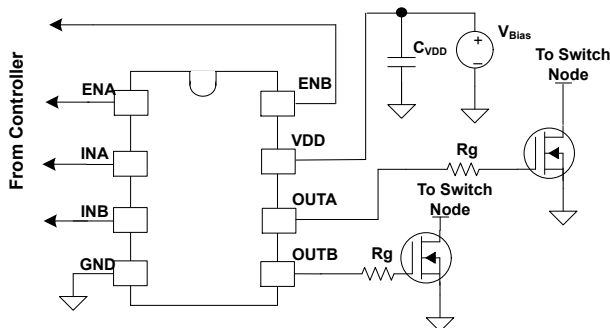 C_VDD
V_Bias
+
−
To Switch
Node
From Controller
ENA
ENB
INA
VDD
INB
OUTA
GND
OUTB
Rg
To Switch
Node
Rg